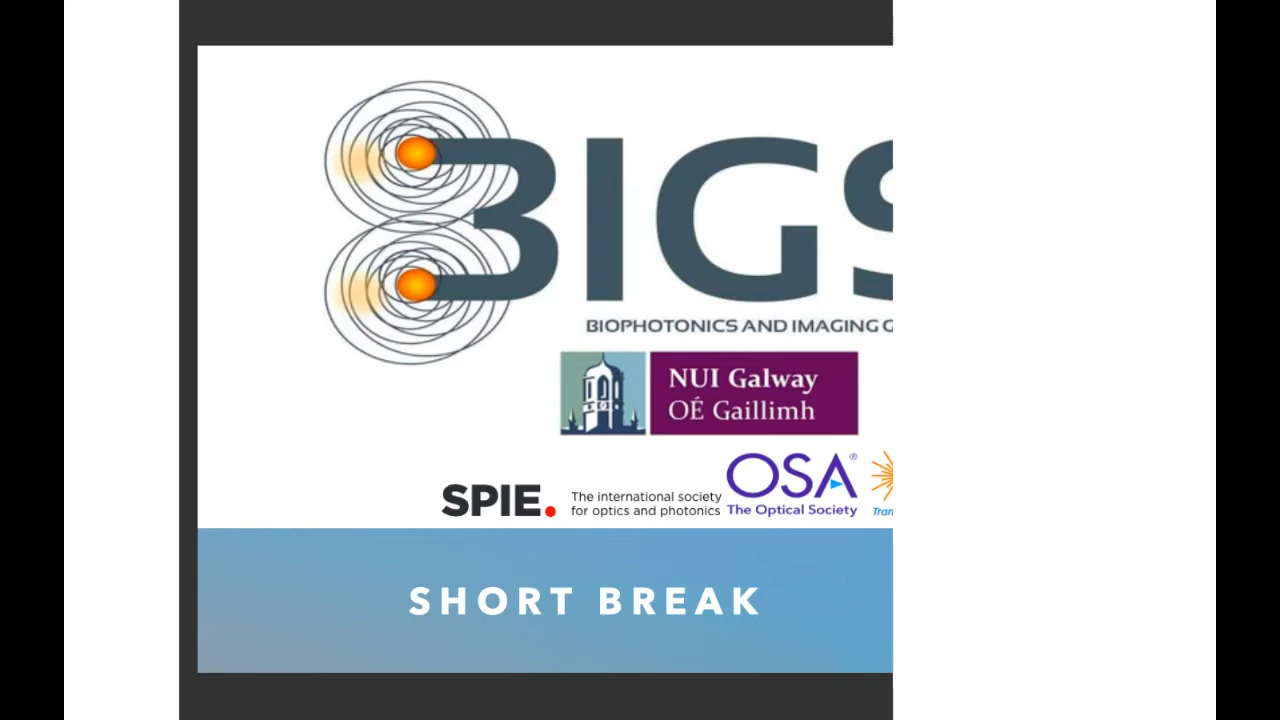 BIGS
BIOPHOTONICS AND IMAGING
NUI Galway
OÉ Gaillimh
OSA®
SPIE. The international society
for optics and photonics
The Optical Society
SHORT BREAK